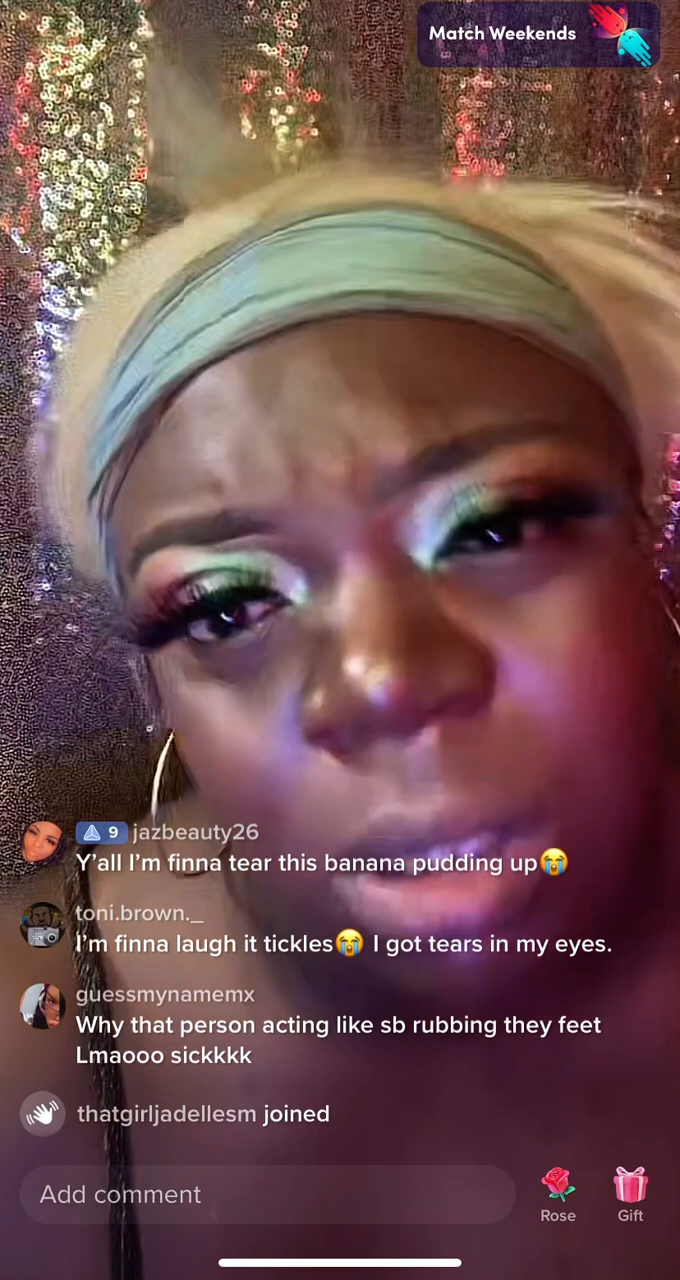 Match Weekends
9 jazbeauty26
Y'all I'm finna tear this banana pudding up😭
toni.brown._
I'm finna laugh it tickles😭 I got tears in my eyes.
guessmynamemx
Why that person acting like sb rubbing they feet
Lmaooo sickkkk
thatgirljadellesm joined
Add comment
Rose
Gift